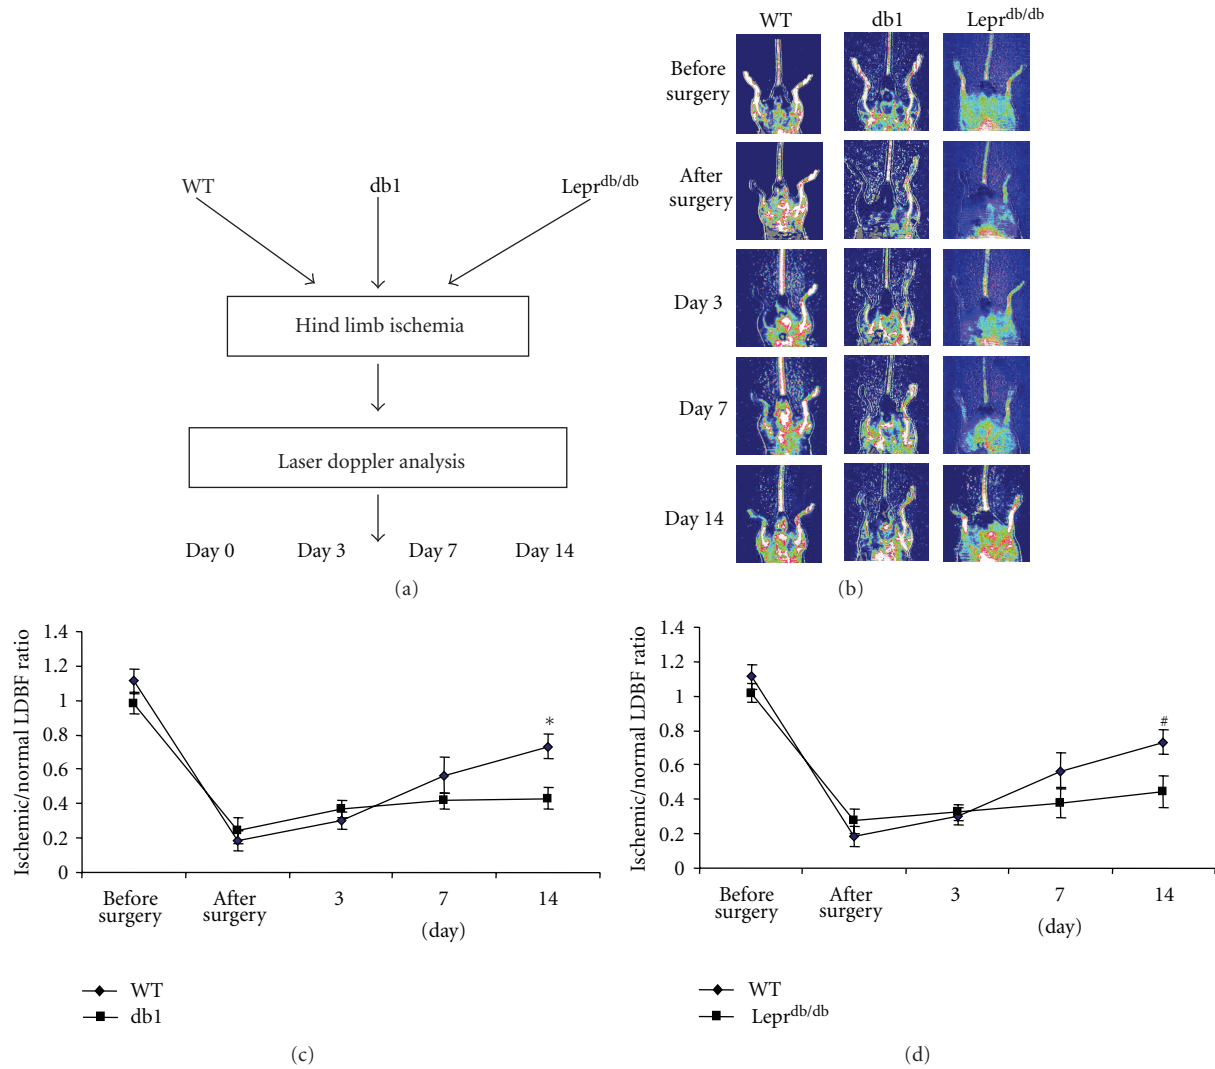 WT
db1
Lepr^db/db
Hind limb ischemia
Laser doppler analysis
Day 0 Day 3 Day 7 Day 14
(a)
WT db1 Lepr^db/db
Before
surgery
After
surgery
Day 3
Day 7
Day 14
(b)
Ischemic/normal LDBF ratio
1.4
1.2
1
0.8
0.6
0.4
0.2
0
*
Before
surgery
After
surgery
3
7
14
(day)
WT
db1
(c)
Ischemic/normal LDBF ratio
1.4
1.2
1
0.8
0.6
0.4
0.2
0
#
Before
surgery
After
surgery
3
7
14
(day)
WT
Lepr^db/db
(d)